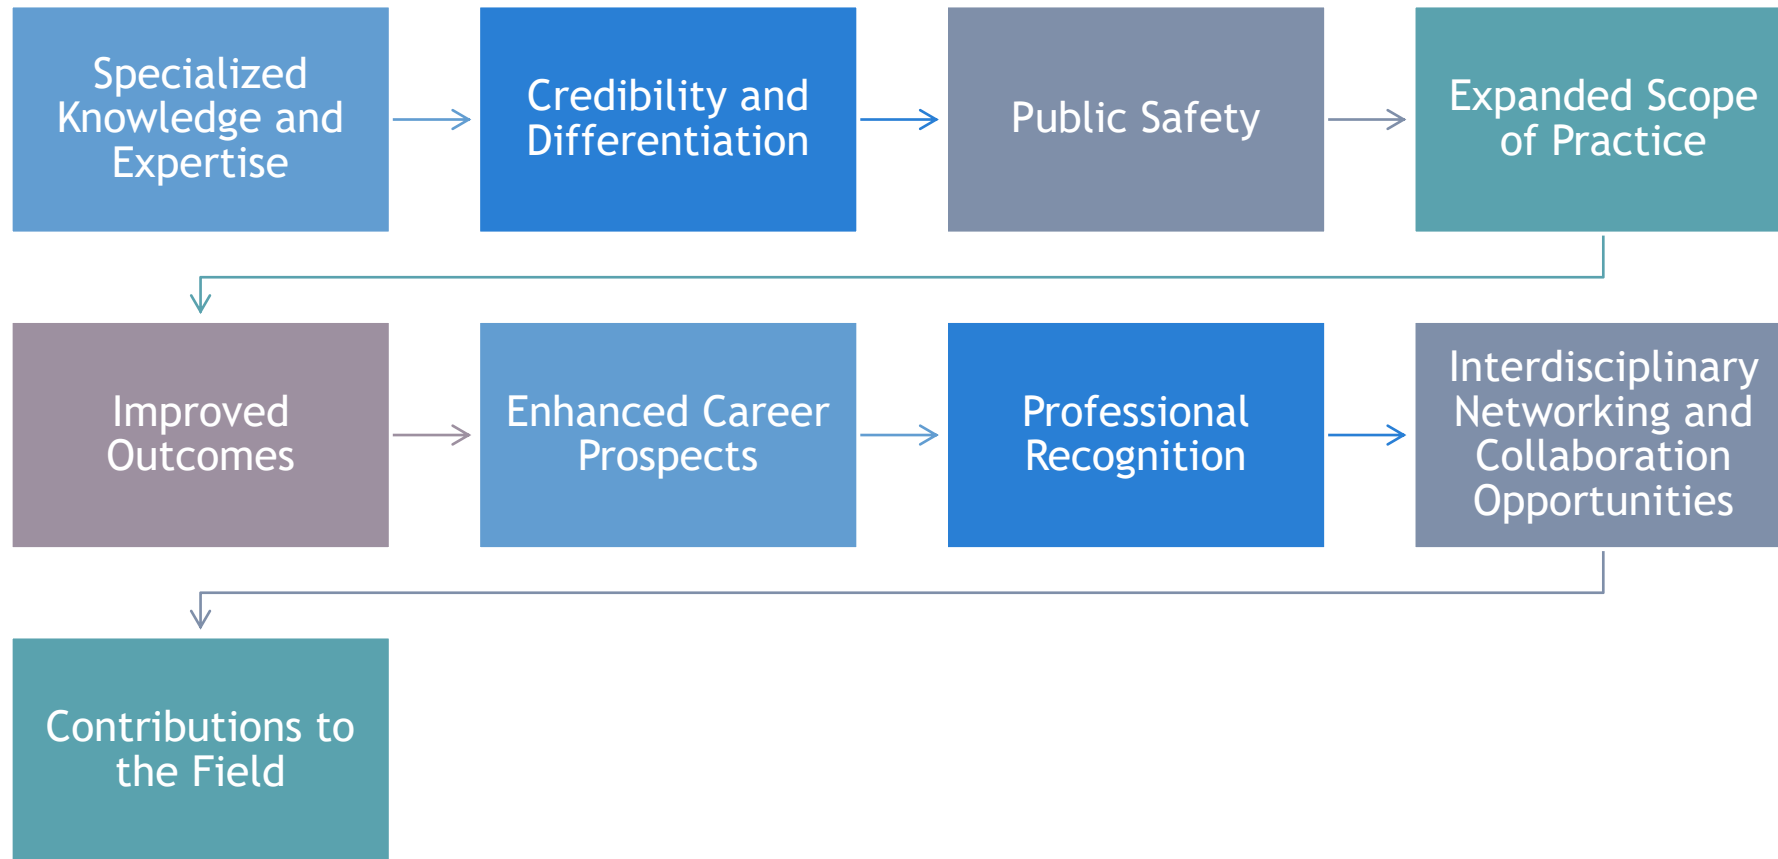 Specialized
Knowledge and
Expertise
Credibility and
Differentiation
Public Safety
Expanded Scope
of Practice
Improved
Outcomes
Enhanced Career
Prospects
Professional
Recognition
Interdisciplinary
Networking and
Collaboration
Opportunities
Contributions to
the Field